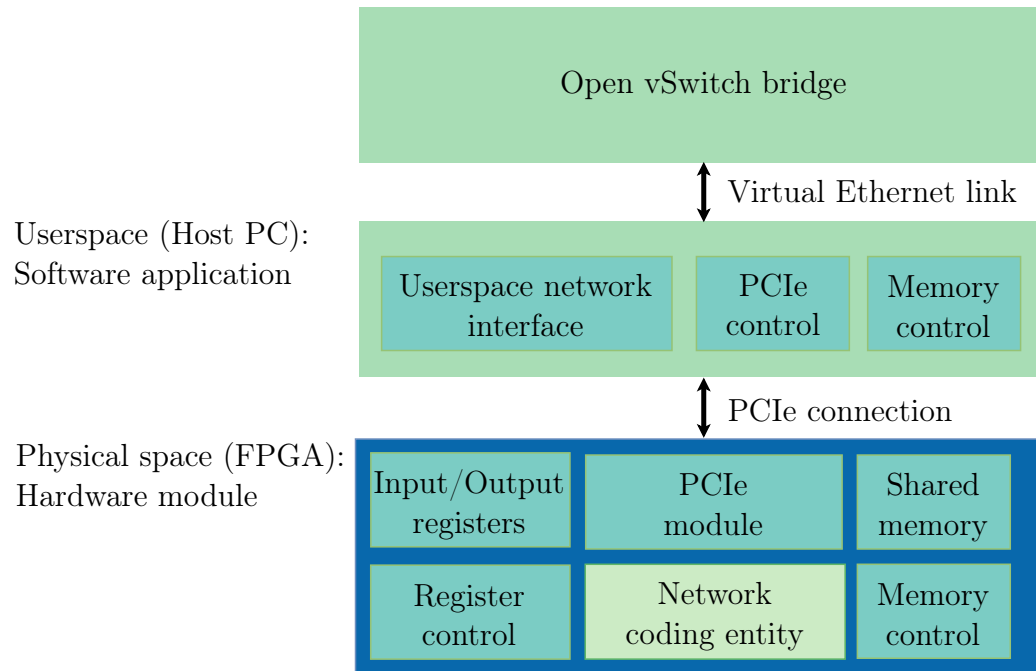 Open vSwitch bridge
Virtual Ethernet link
Userspace (Host PC):
Software application
Userspace network
interface
PCIe
control
Memory
control
PCIe connection
Physical space (FPGA):
Hardware module
Input/Output
registers
PCIe
module
Shared
memory
Register
control
Network
coding entity
Memory
control